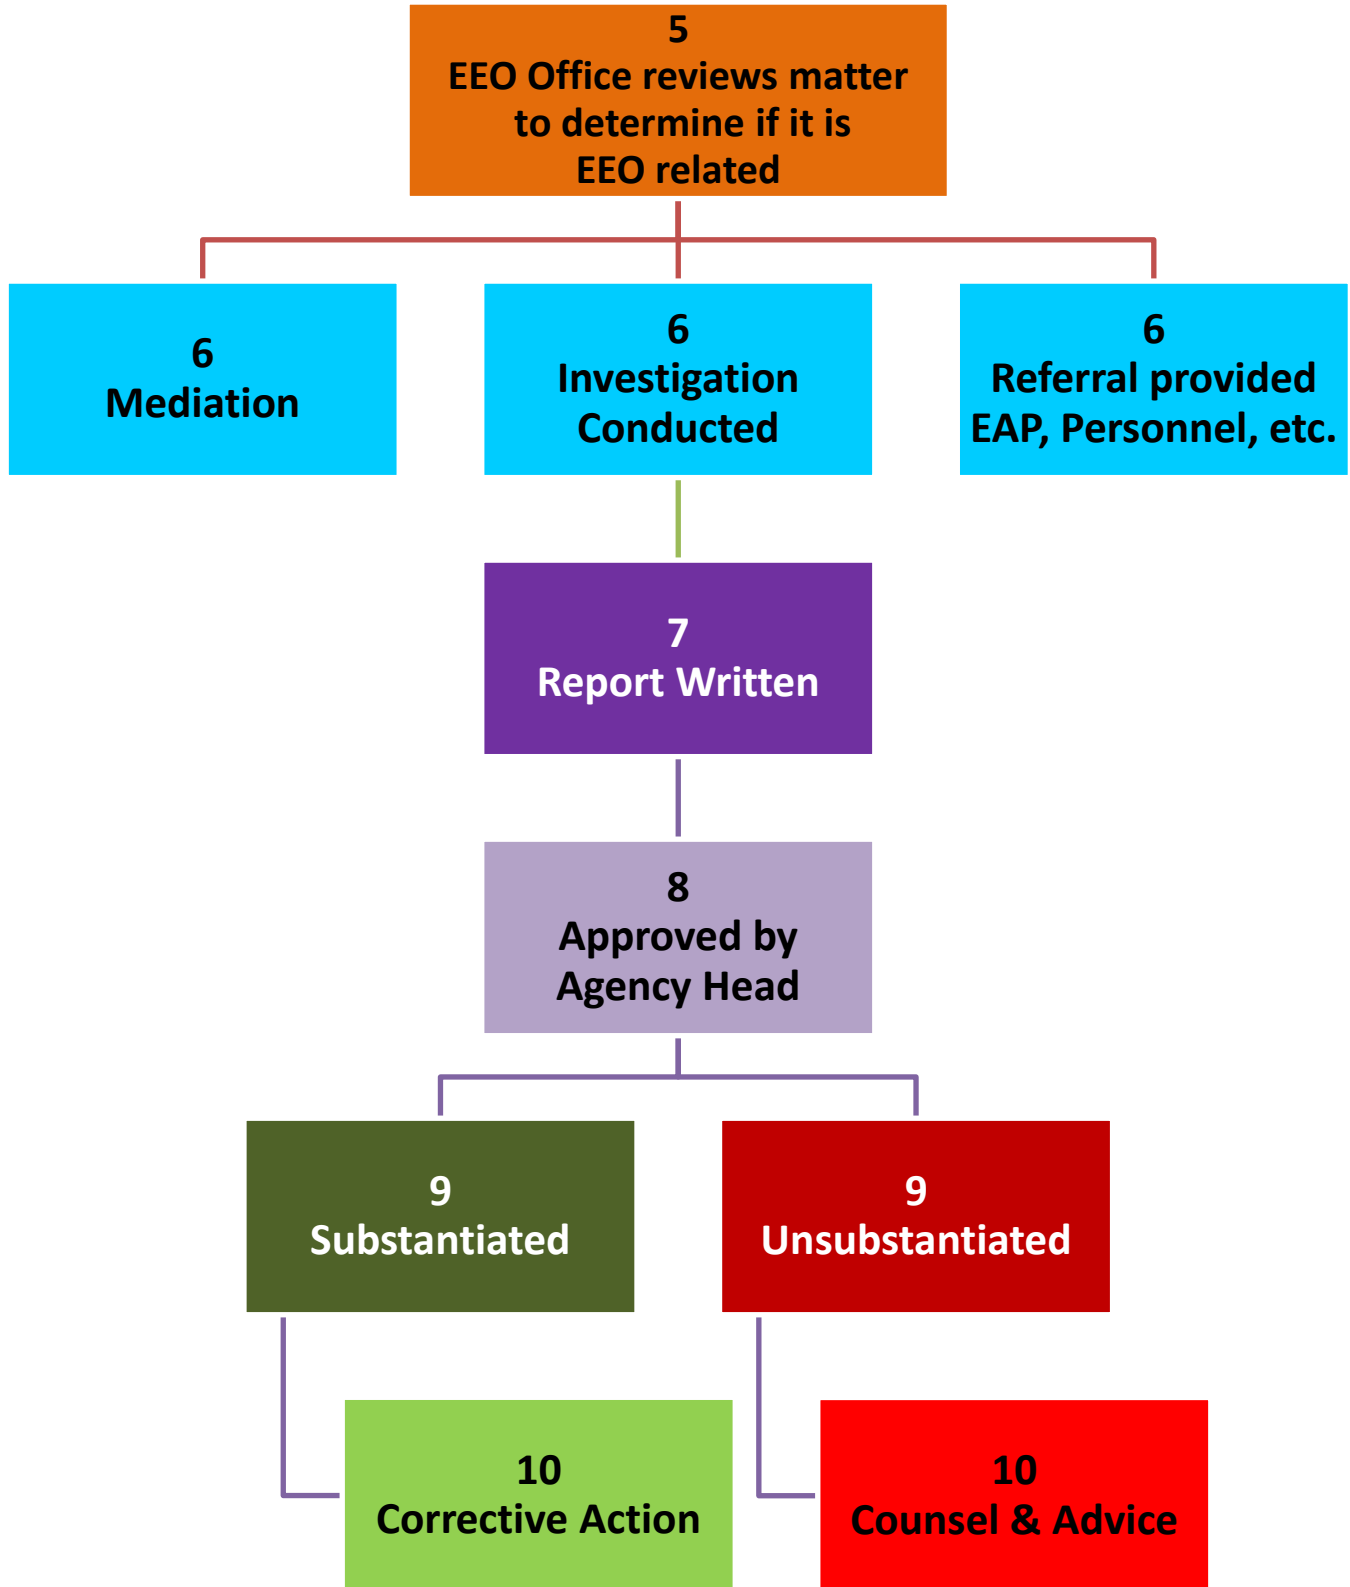 5
EEO Office reviews matter
to determine if it is
EEO related
6
Mediation
6
Investigation
Conducted
6
Referral provided
EAP, Personnel, etc.
7
Report Written
8
Approved by
Agency Head
9
Substantiated
9
Unsubstantiated
10
Corrective Action
10
Counsel & Advice